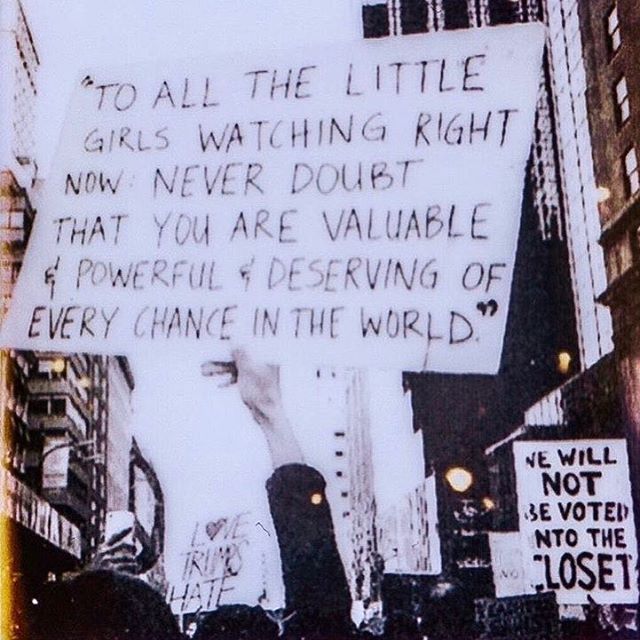 "TO ALL THE LITTLE
GIRLS WATCHING RIGHT
NOW: NEVER DOUBT
THAT YOU ARE VALUABLE
& POWERFUL & DESERVING OF
EVERY CHANCE IN THE WORLD."
LOVE
TRUMPS
HATE
WE WILL
NOT
BE VOTED
INTO THE
CLOSET
NO